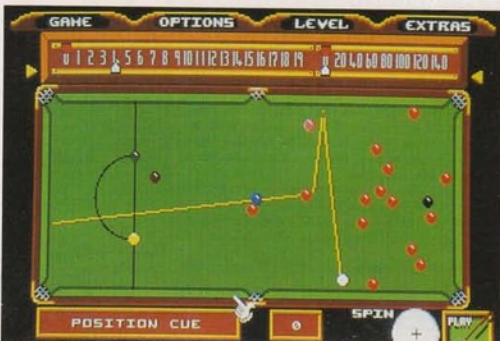 GAME OPTIONS LEVEL EXTRAS
0 1 2 3 4 5 6 7 8 9 10 11 12 13 14 15 16 17 18 19 0 20 40 60 80 100 120 140
SPIN PLAY
POSITION CUE 0